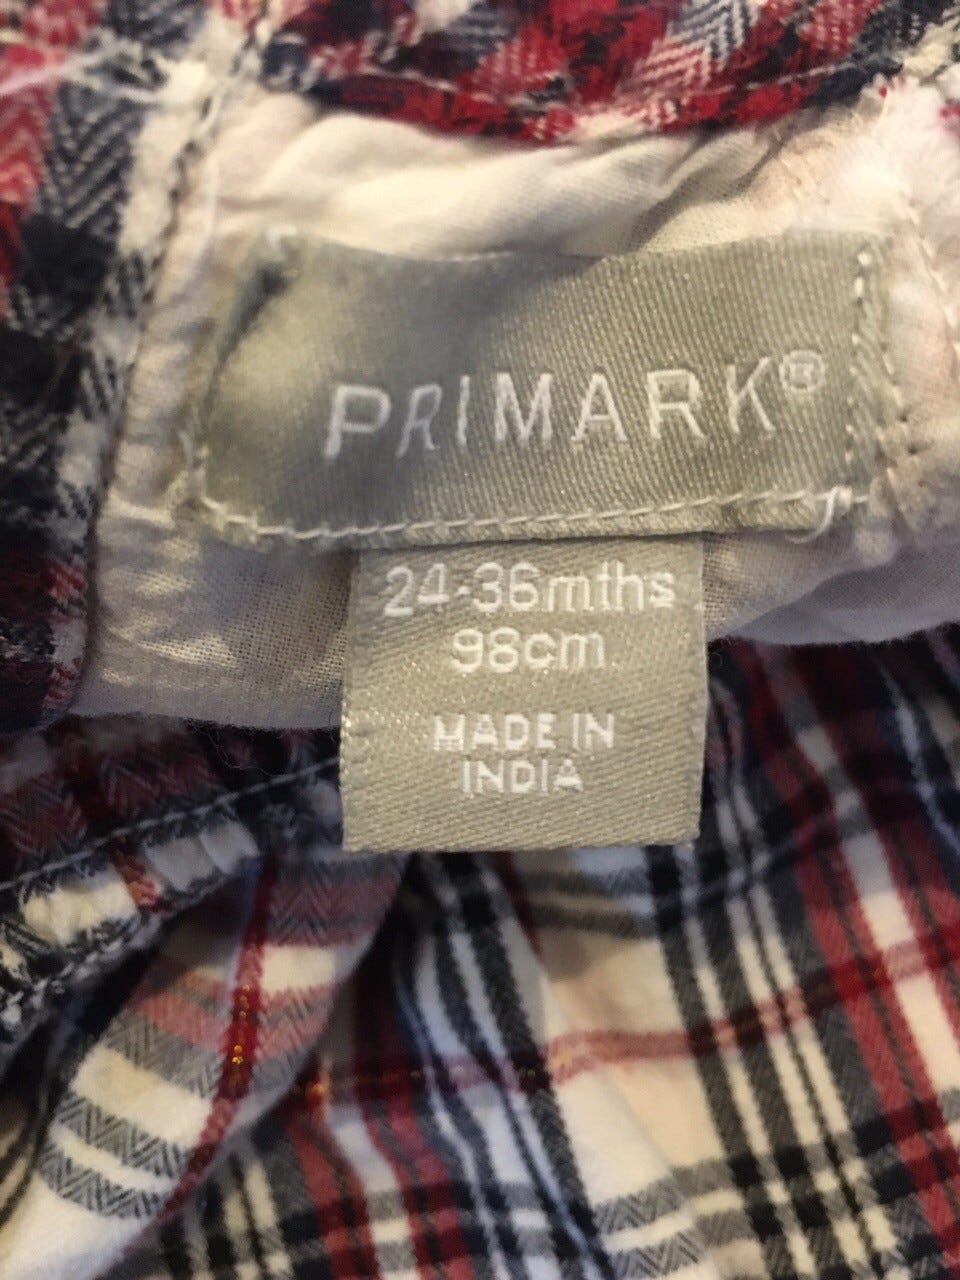 PRIMARK®
24-36mths
98cm
MADE IN
INDIA